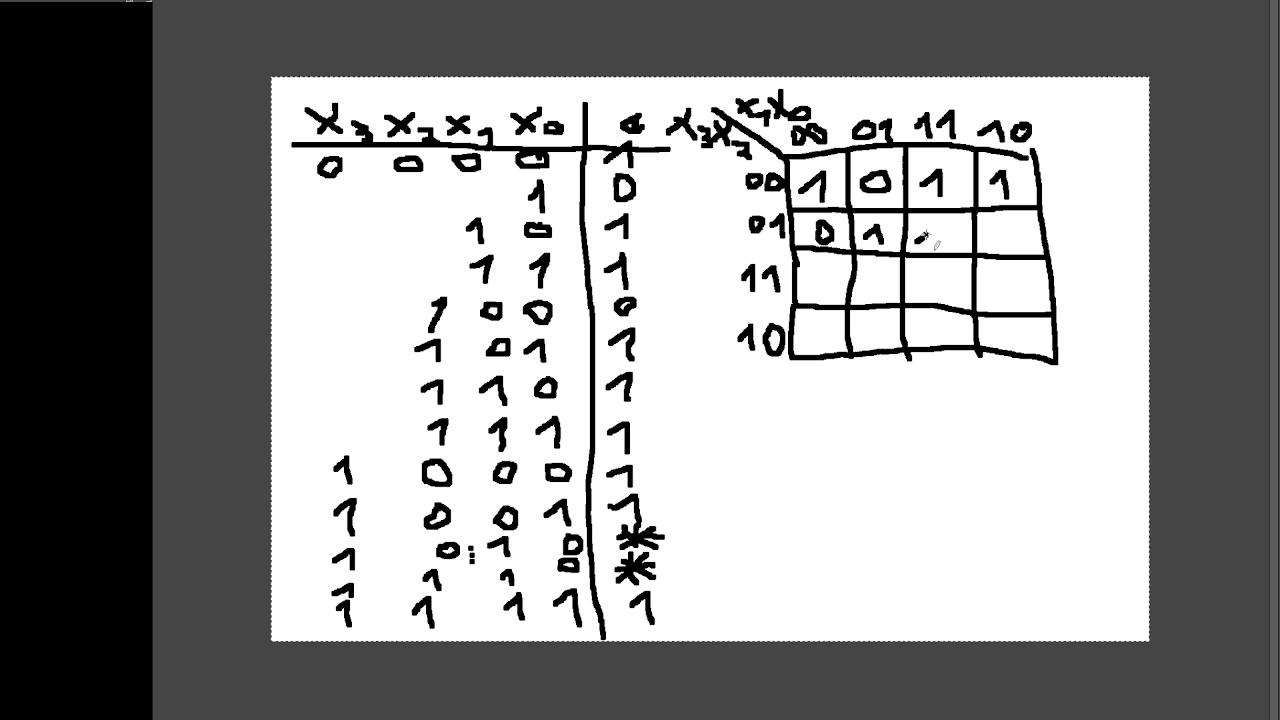 X3 X2 X1 X0 a
0 0 0 0 1
1 0
1 0 1
1 1 1
1 0 0 0
1 0 1 1
1 1 0 1
1 1 1 1
1 0 0 0 1
1 0 0 1 1
1 0 1 0 *
1 1 1 0 *
1 1 1 1 1
X1X0
X3X2 00 01 11 10
00 1 0 1 1
01 0 1
11
10